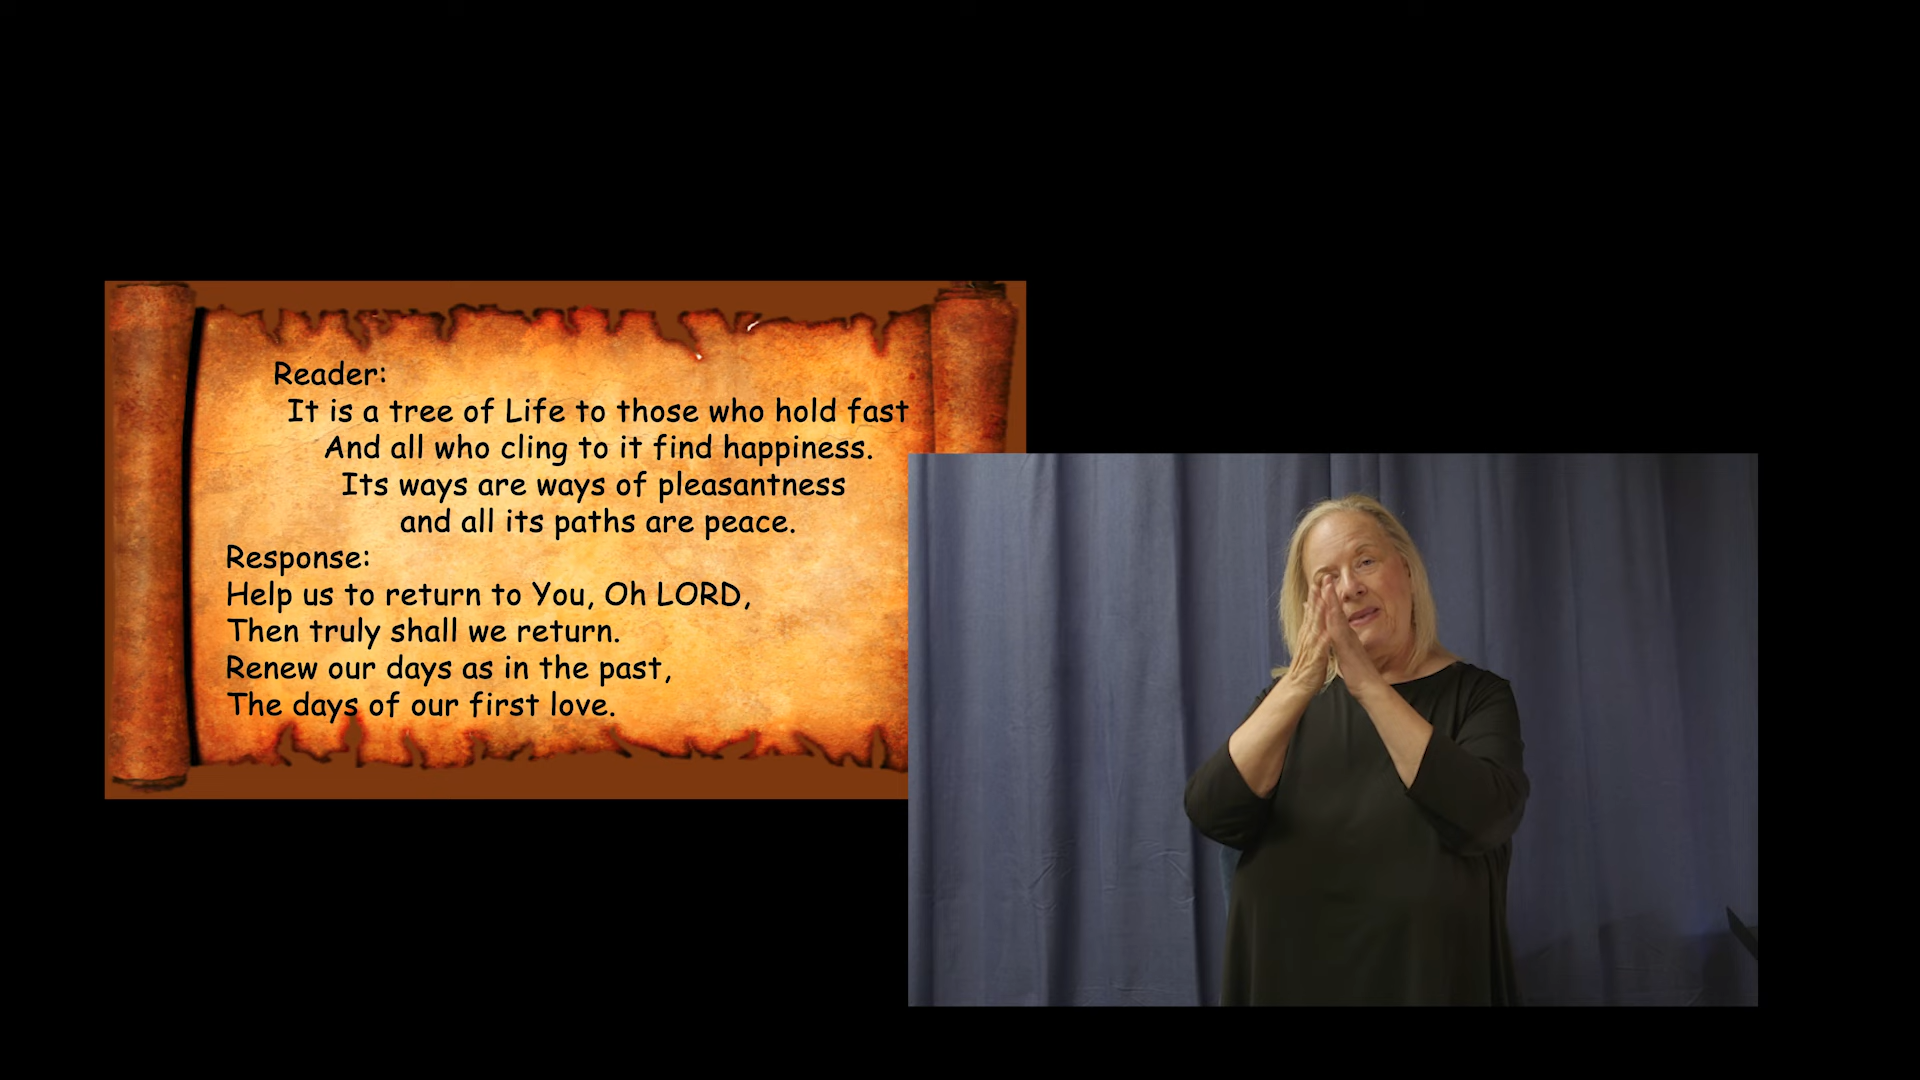 Reader:
It is a tree of Life to those who hold fast
And all who cling to it find happiness.
Its ways are ways of pleasantness
and all its paths are peace.
Response:
Help us to return to You, Oh LORD,
Then truly shall we return.
Renew our days as in the past,
The days of our first love.